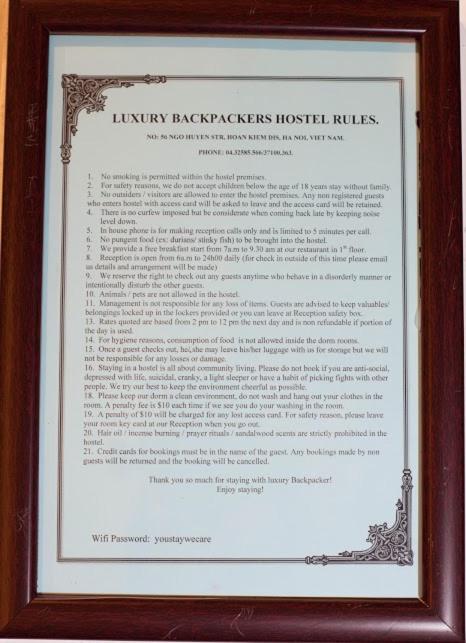 LUXURY BACKPACKERS HOSTEL RULES.
NO: 56 NGO HUYEN STR, HOAN KIEM DIS, HA NOI, VIET NAM.
PHONE: 04.32585.566/37100.363.
1. No smoking is permitted within the hostel premises.
2. For safety reasons, we do not accept children below the age of 18 years stay without family.
3. No outsiders / visitors are allowed to enter the hostel premises. Any non registered guests
who enters hostel with access card will be asked to leave and the access card will be retained.
4. There is no curfew imposed but be considerate when coming back late by keeping noise
level down.
5. In house phone is for making reception calls only and is limited to 5 minutes per call.
6. No pungent food (ex: durians/ stinky fish) to be brought into the hostel.
7. We provide a free breakfast start from 7a.m to 9.30 am at our restaurant in 1st floor.
8. Reception is open from 6a.m to 24h00 daily (for check in outside of this time please email
us details and arrangement will be made)
9. We reserve the right to check out any guests anytime who behave in a disorderly manner or
intentionally disturb the other guests.
10. Animals / pets are not allowed in the hostel.
11. Management is not responsible for any loss of items. Guests are advised to keep valuables/
belongings locked up in the lockers provided or you can leave at Reception safety box.
13. Rates quoted are based from 2 pm to 12 pm the next day and is non refundable if portion of
the day is used.
14. For hygiene reasons, consumption of food is not allowed inside the dorm rooms.
15. Once a guest checks out, he,she may leave his/her luggage with us for storage but we will
not be responsible for any losses or damage.
16. Staying in a hostel is all about community living. Please do not book if you are anti-social,
depressed with life, suicidal, cranky, a light sleeper or have a habit of picking fights with other
people. We try our best to keep the environment cheerful as possible.
18. Please keep our dorm a clean environment, do not wash and hang out your clothes in the
room. A penalty fee is $10 each time if we see you do your washing in the room.
19. A penalty of $10 will be charged for any lost access card. For safety reason, please leave
your room key card at our Reception when you go out.
20. Hair oil / incense burning / prayer rituals / sandalwood scents are strictly prohibited in the
hostel.
21. Credit cards for bookings must be in the name of the guest. Any bookings made by non
guests will be returned and the booking will be cancelled.
Thank you so much for staying with luxury Backpacker!
Enjoy staying!
Wifi Password: youstaywecare